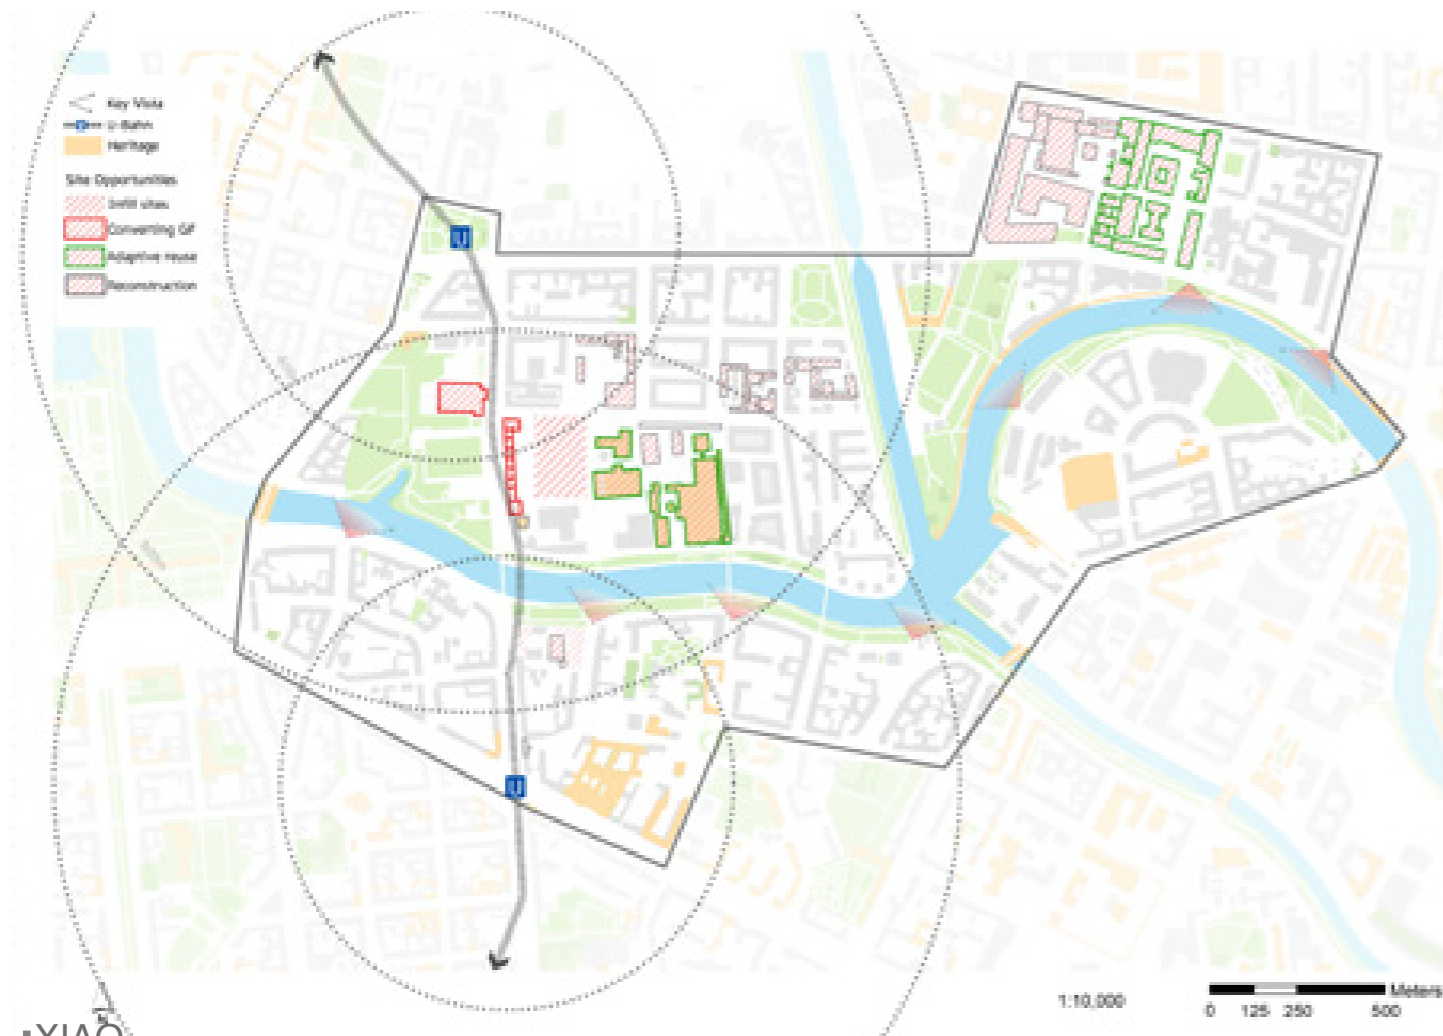 Key Vista
U-Bahn
Heritage
Site Opportunities
Infill sites
Converting GF
Adaptive reuse
Reconstruction
U
U
1:10,000
Meters
0 125 250 500
XIAO